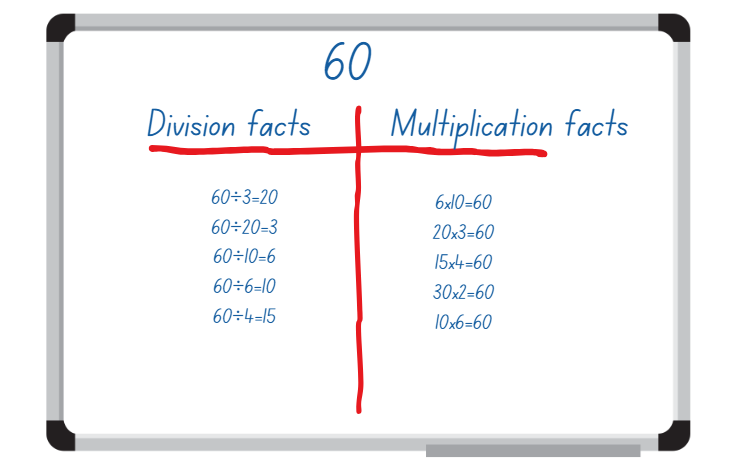 60
Division facts
Multiplication facts
60÷3=20
60÷20=3
60÷10=6
60÷6=10
60÷4=15
6x10=60
20x3=60
15x4=60
30x2=60
10x6=60